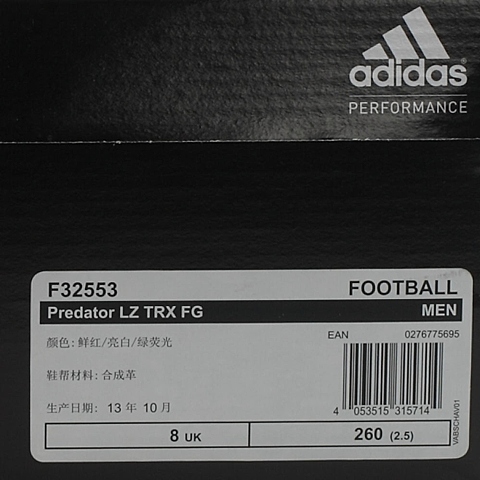 adidas®
PERFORMANCE
F32553 FOOTBALL
Predator LZ TRX FG MEN
颜色: 鲜红/亮白/绿荧光
EAN 0276775695
鞋帮材料: 合成革
生产日期: 13 年 10 月
4 053515 315714
8 UK 260 (2.5)
VABSCHAV01